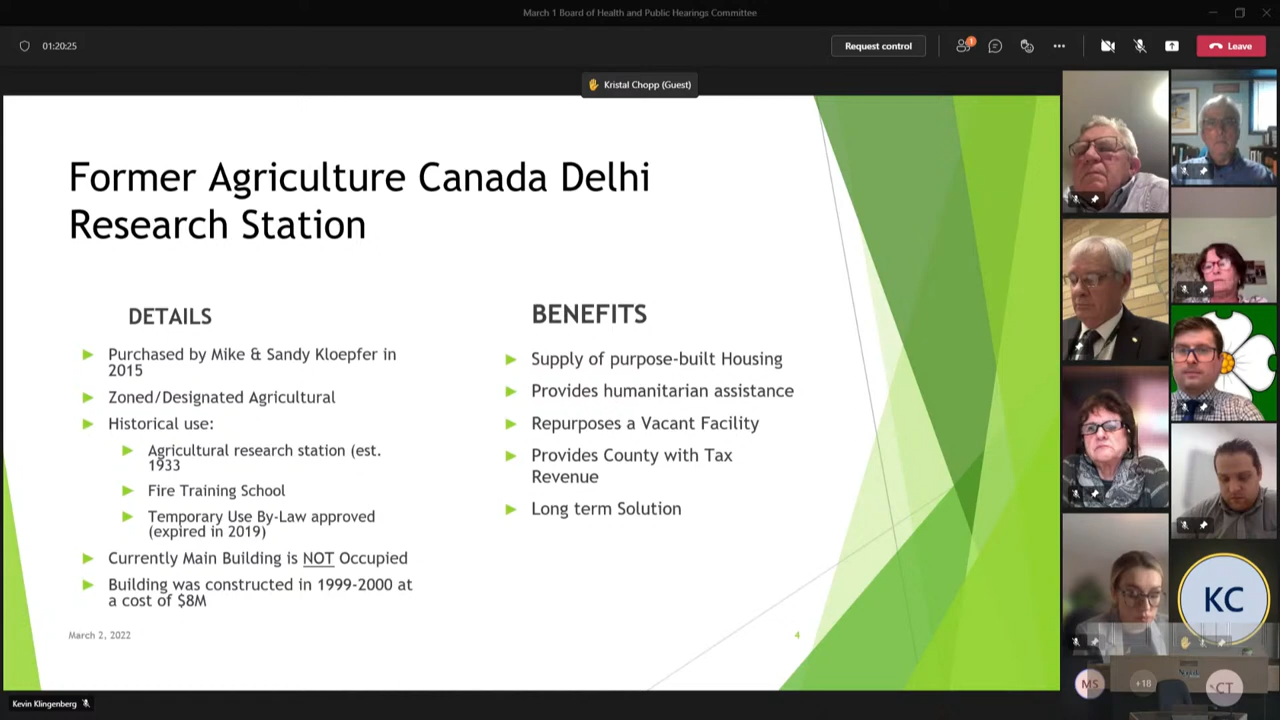 March 1 Board of Health and Public Hearings Committee
01:20:25
Request control
1
Leave
Kristal Chopp (Guest)
Former Agriculture Canada Delhi
Research Station
DETAILS
Purchased by Mike & Sandy Kloepfer in
2015
Zoned/Designated Agricultural
Historical use:
Agricultural research station (est.
1933
Fire Training School
Temporary Use By-Law approved
(expired in 2019)
Currently Main Building is NOT Occupied
Building was constructed in 1999-2000 at
a cost of $8M
BENEFITS
Supply of purpose-built Housing
Provides humanitarian assistance
Repurposes a Vacant Facility
Provides County with Tax
Revenue
Long term Solution
March 2, 2022
4
KC
MS
+18
CT
Kevin Klingenberg